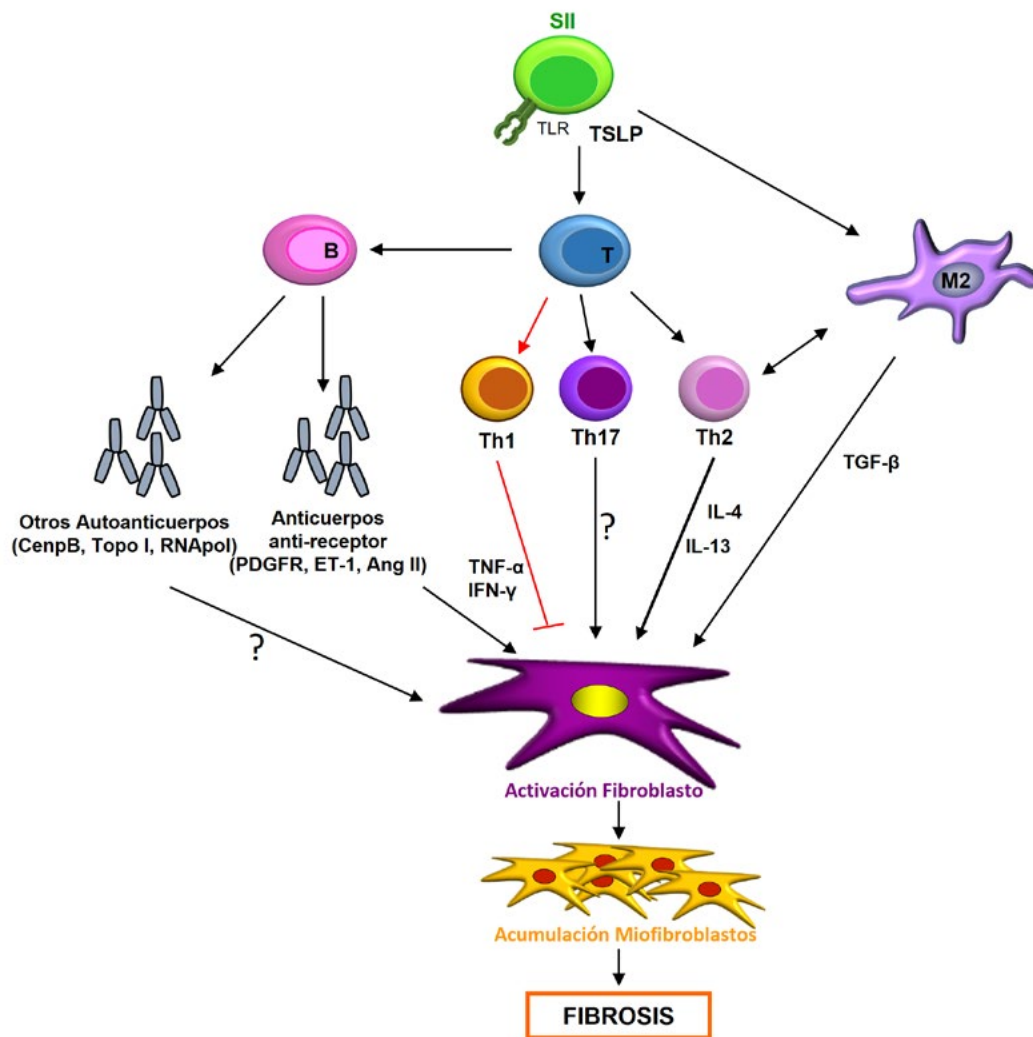 SII
TLR
TSLP
B
T
M2
Th1
Th17
Th2
TGF-β
Otros Autoanticuerpos
(CenpB, Topo I, RNApol)
Anticuerpos
anti-receptor
(PDGFR, ET-1, Ang II)
TNF-α
IFN-γ
?
IL-4
IL-13
?
Activación Fibroblasto
Acumulación Miofibroblastos
FIBROSIS